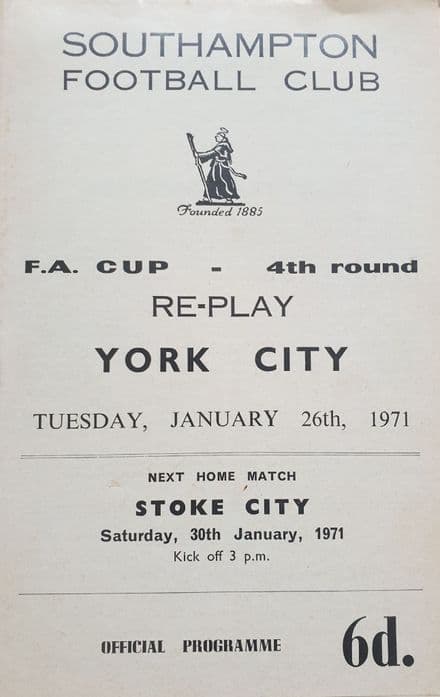 SOUTHAMPTON
FOOTBALL CLUB
Founded 1885
F.A. CUP - 4th round
RE-PLAY
YORK CITY
TUESDAY, JANUARY 26th, 1971
NEXT HOME MATCH
STOKE CITY
Saturday, 30th January, 1971
Kick off 3 p.m.
OFFICIAL PROGRAMME 6d.